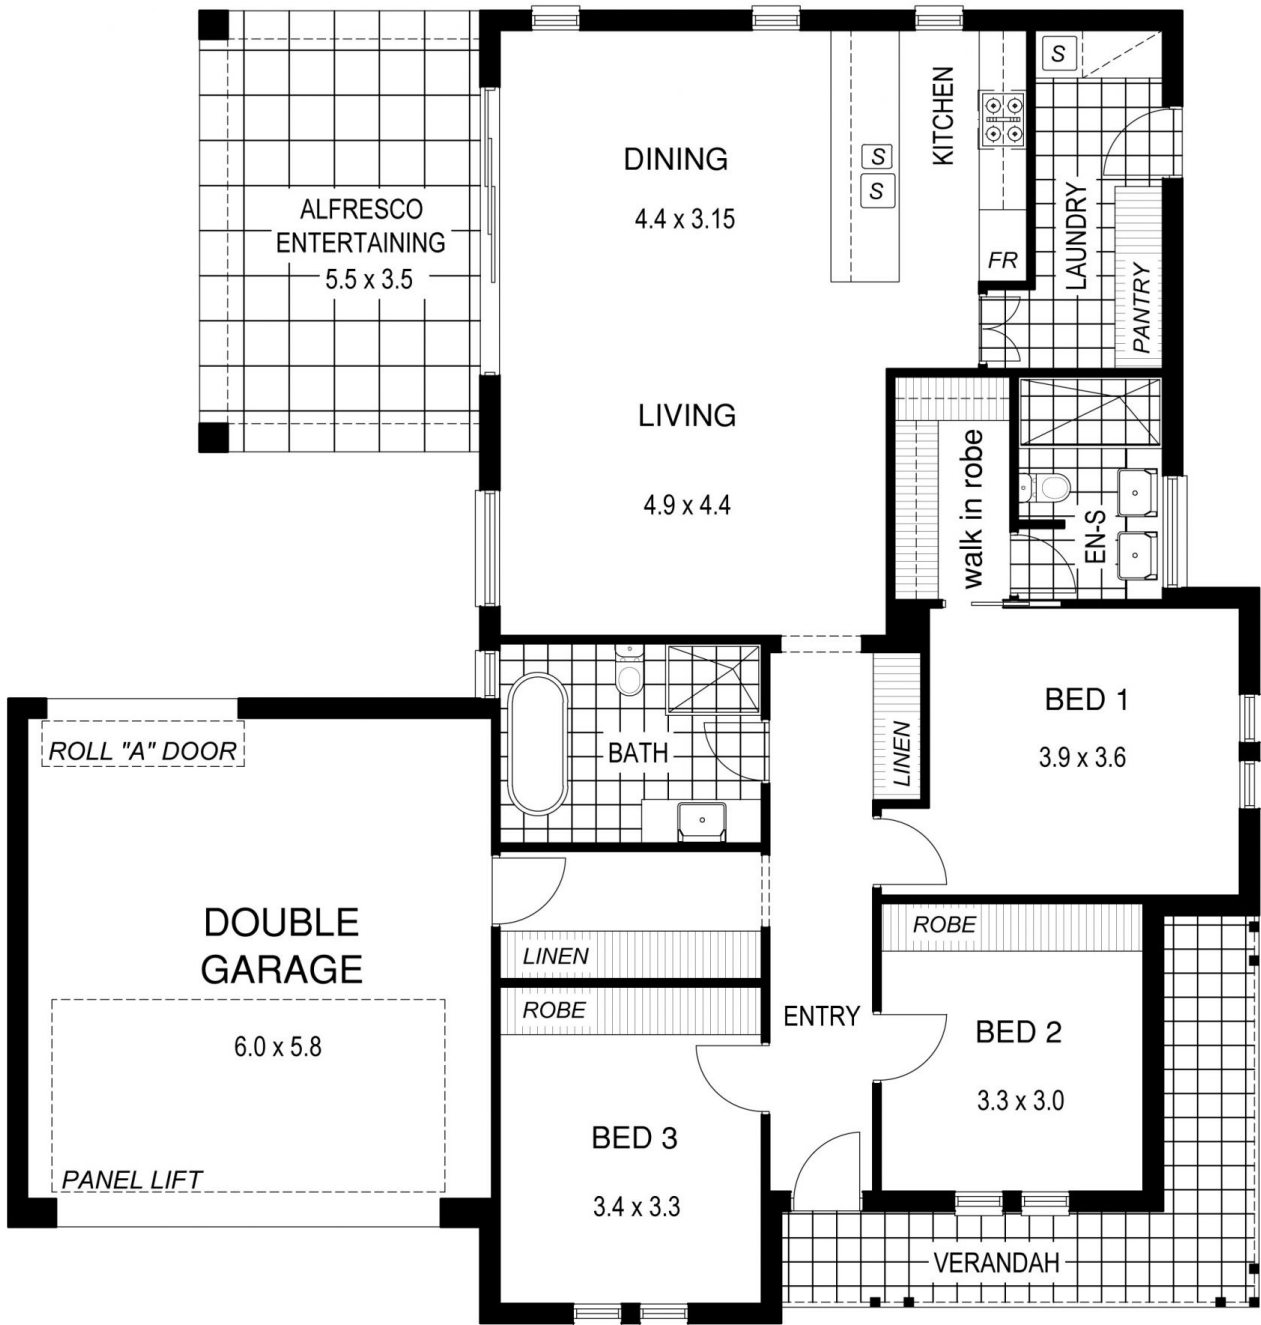 S
KITCHEN
DINING
4.4 x 3.15
S
S
ALFRESCO
ENTERTAINING
5.5 x 3.5
LAUNDRY
FR
PANTRY
LIVING
4.9 x 4.4
walk in robe
EN-S
BED 1
3.9 x 3.6
LINEN
BATH
ROLL "A" DOOR
DOUBLE
GARAGE
6.0 x 5.8
PANEL LIFT
LINEN
ROBE
ROBE
ENTRY
BED 2
3.3 x 3.0
BED 3
3.4 x 3.3
VERANDAH